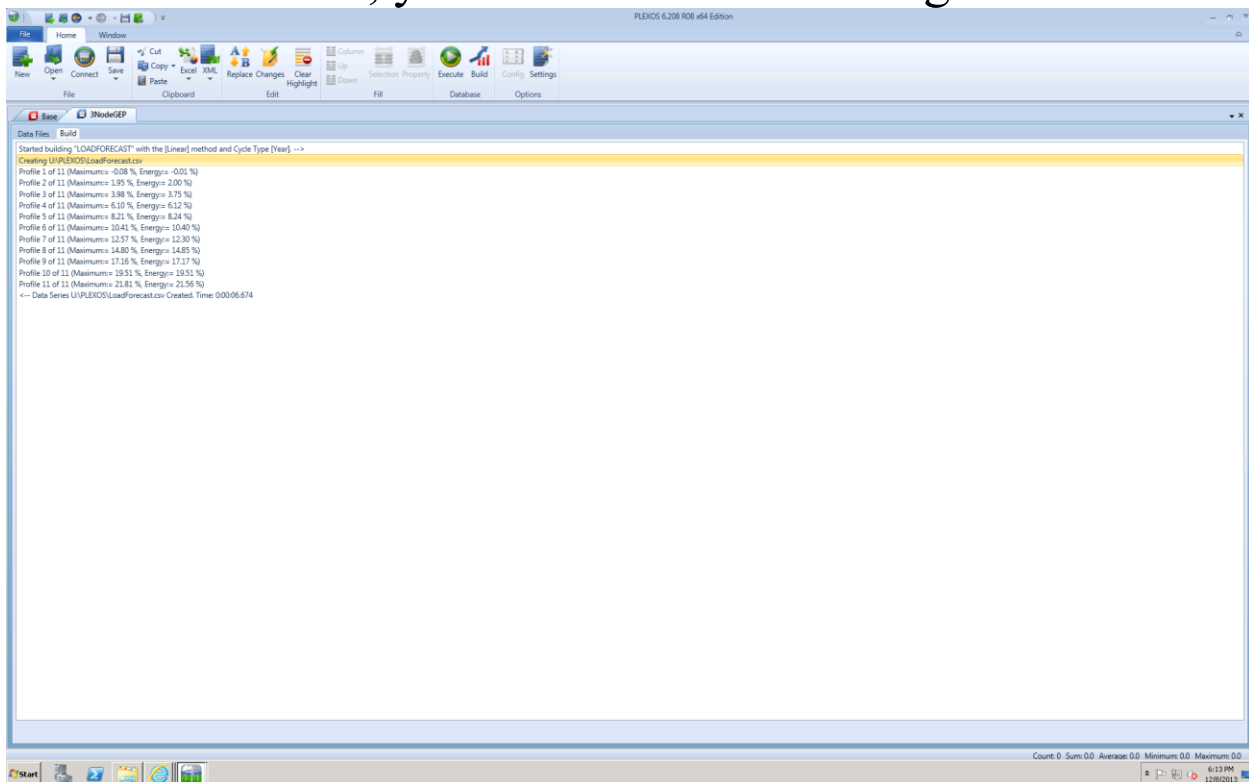 PLEXOS 6.208 R08 x64 Edition
File Home Window
New Open Connect Save
Cut
Copy
Paste
Excel XML
Replace Changes Clear Highlight
Column
Up
Down
Selection Property
Execute Build
Config Settings
File Clipboard Edit Fill Database Options
Base 3NodeGEP
Data Files Build
Started building "LOADFORECAST" with the [Linear] method and Cycle Type [Year]. -->
Creating U:\PLEXOS\LoadForecast.csv
Profile 1 of 11 (Maximum:= -0.08 %, Energy:= -0.01 %)
Profile 2 of 11 (Maximum:= 1.95 %, Energy:= 2.00 %)
Profile 3 of 11 (Maximum:= 3.98 %, Energy:= 3.75 %)
Profile 4 of 11 (Maximum:= 6.10 %, Energy:= 6.12 %)
Profile 5 of 11 (Maximum:= 8.21 %, Energy:= 8.24 %)
Profile 6 of 11 (Maximum:= 10.41 %, Energy:= 10.40 %)
Profile 7 of 11 (Maximum:= 12.57 %, Energy:= 12.30 %)
Profile 8 of 11 (Maximum:= 14.80 %, Energy:= 14.85 %)
Profile 9 of 11 (Maximum:= 17.16 %, Energy:= 17.17 %)
Profile 10 of 11 (Maximum:= 19.51 %, Energy:= 19.51 %)
Profile 11 of 11 (Maximum:= 21.81 %, Energy:= 21.56 %)
<-- Data Series U:\PLEXOS\LoadForecast.csv Created. Time: 0:00:06.674
Count: 0 Sum: 0.0 Average: 0.0 Minimum: 0.0 Maximum: 0.0
Start
6:13 PM
12/8/2013